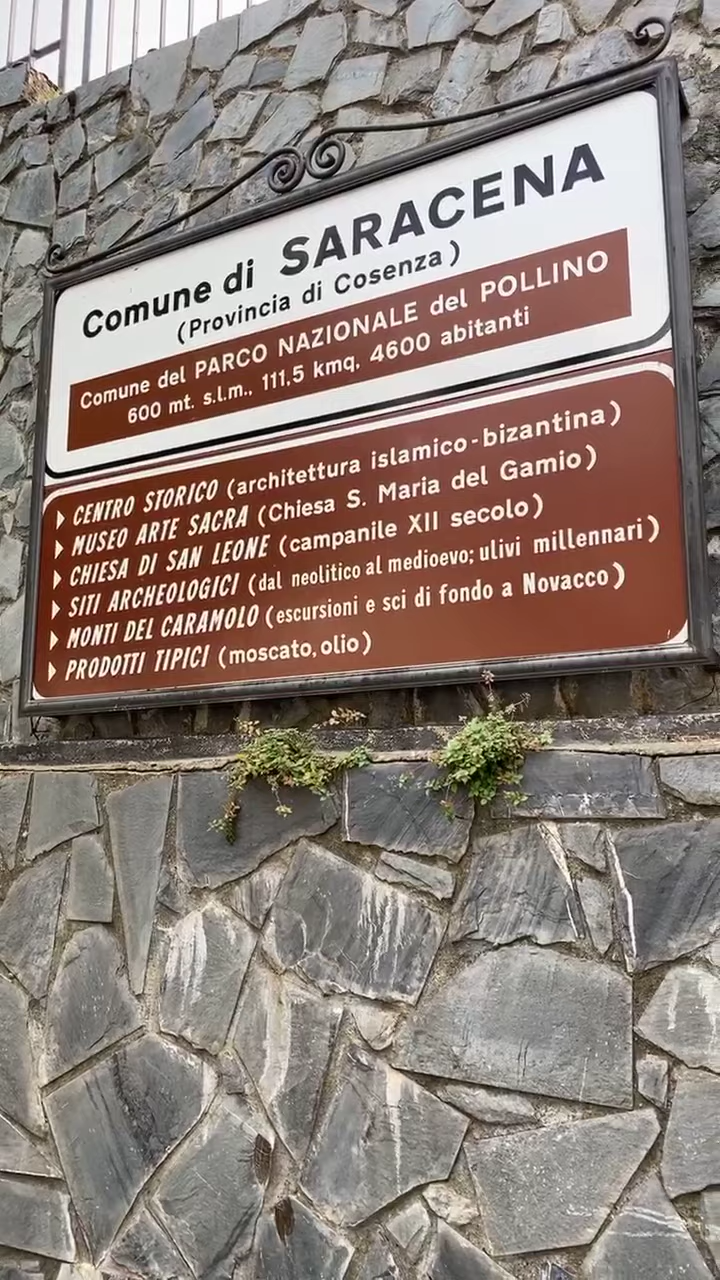 Comune di SARACENA
(Provincia di Cosenza)
Comune del PARCO NAZIONALE del POLLINO
600 mt. s.l.m., 111,5 kmq, 4600 abitanti
CENTRO STORICO (architettura islamico-bizantina)
MUSEO ARTE SACRA (Chiesa S. Maria del Gamio)
CHIESA DI SAN LEONE (campanile XII secolo)
SITI ARCHEOLOGICI (dal neolitico al medioevo; ulivi millennari)
MONTI DEL CARAMOLO (escursioni e sci di fondo a Novacco)
PRODOTTI TIPICI (moscato, olio)